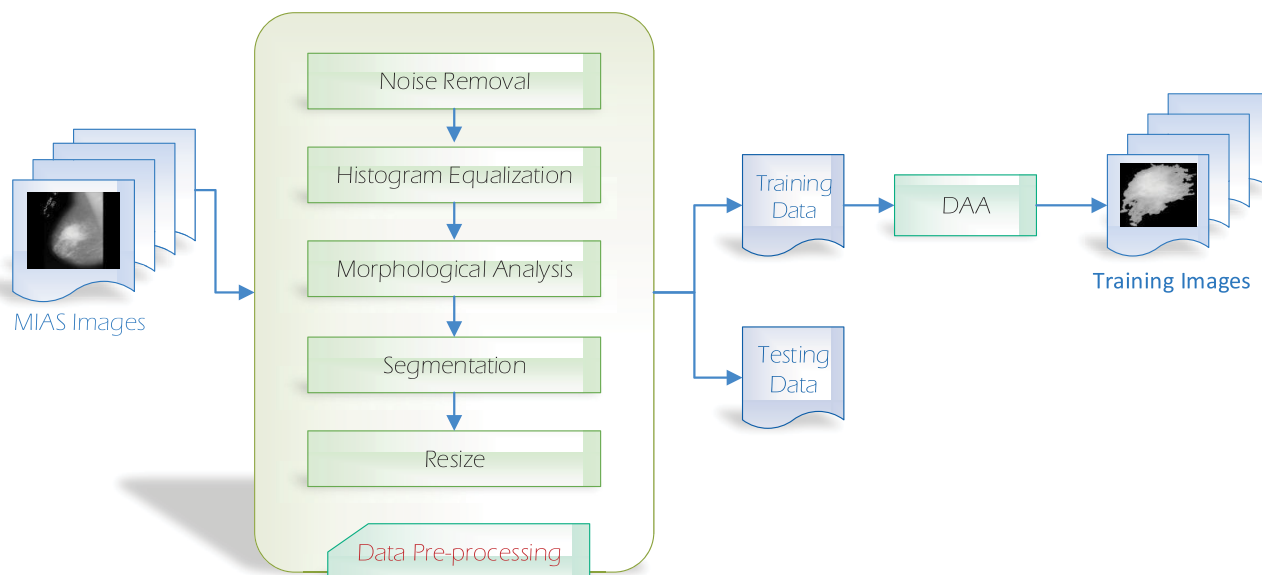 MIAS Images
Noise Removal
Histogram Equalization
Morphological Analysis
Segmentation
Resize
Data Pre-processing
Training
Data
DAA
Training Images
Testing
Data